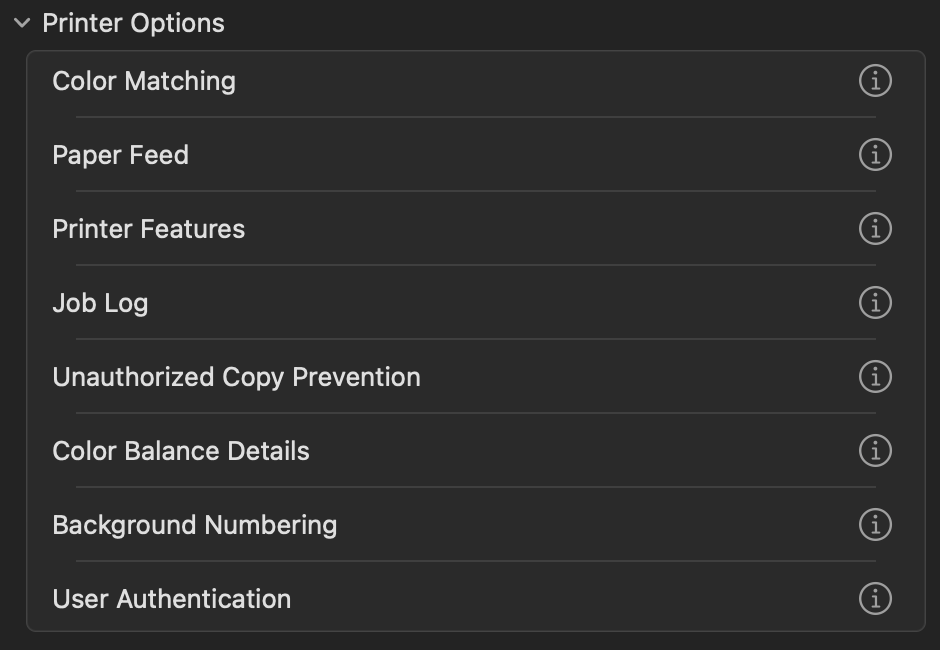 Printer Options
Color Matching
Paper Feed
Printer Features
Job Log
Unauthorized Copy Prevention
Color Balance Details
Background Numbering
User Authentication